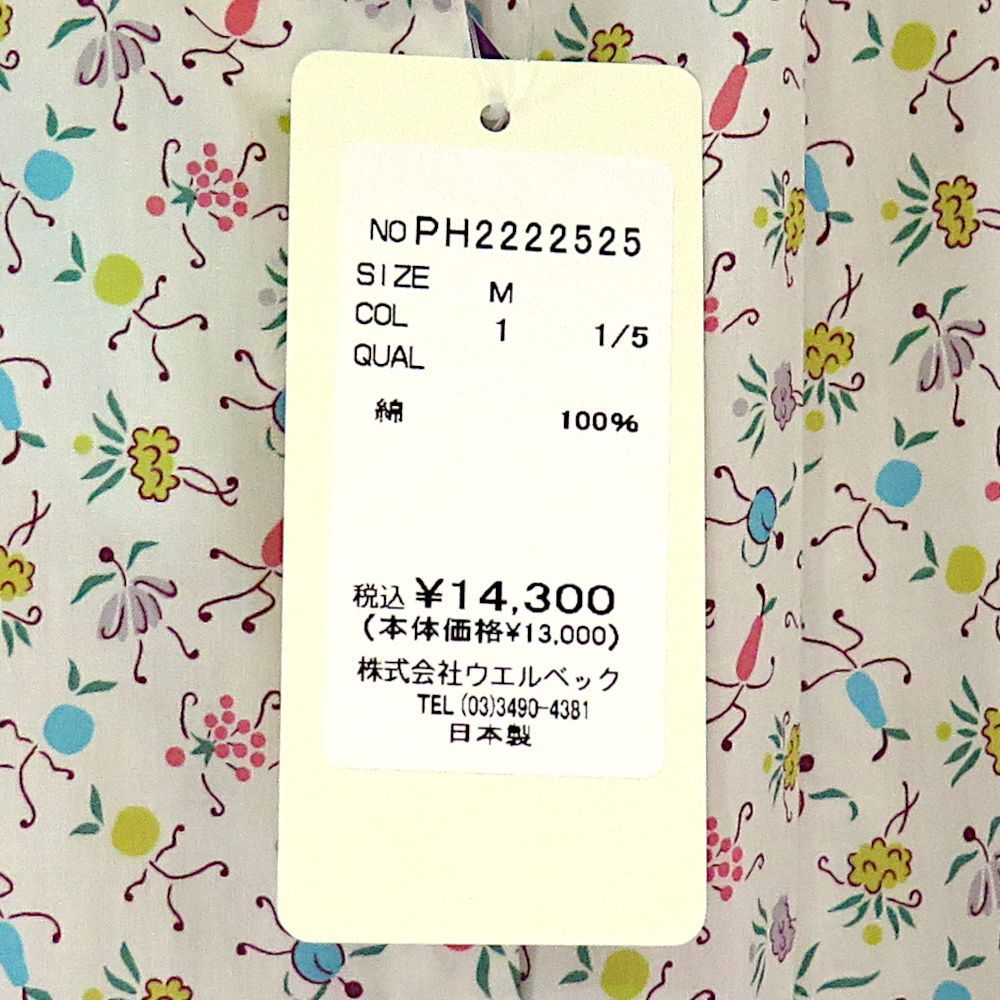 NO PH2222525
SIZE M
COL 1 1/5
QUAL
綿 100%
税込 ¥14,300
(本体価格¥13,000)
株式会社ウエルベック
TEL (03)3490-4381
日本製